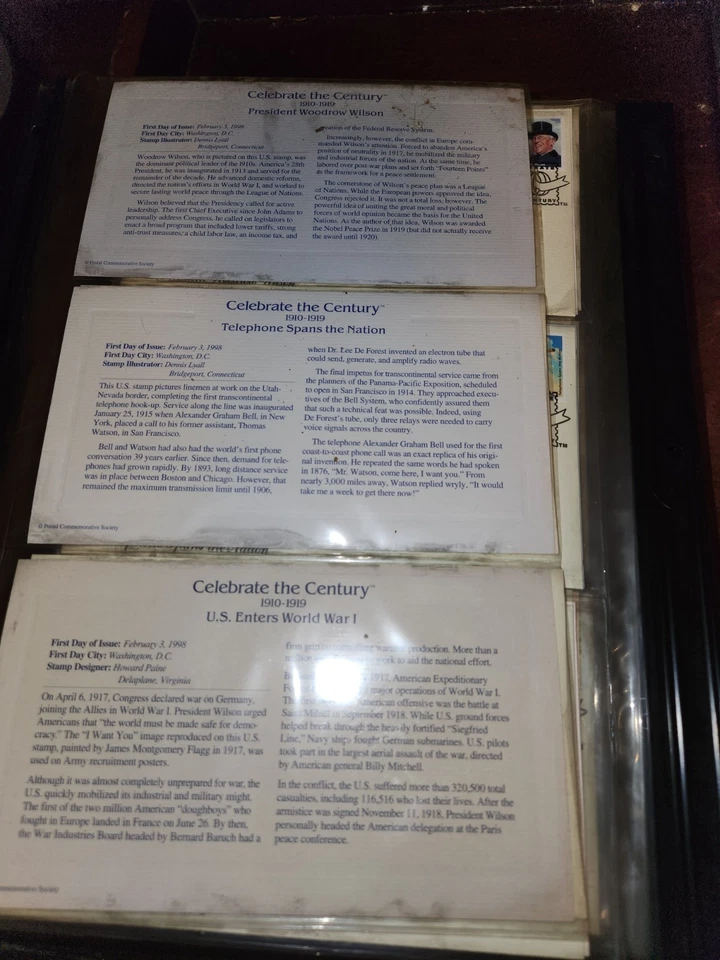 Celebrate the Century™
1910-1919
President Woodrow Wilson
First Day of Issue: February 3, 1998
First Day City: Washington, D.C.
Stamp Illustrator: Dennis Lyall
Bridgeport, Connecticut
Woodrow Wilson, who is pictured on this U.S. stamp, was
the dominant political leader of the 1910s. America's 28th
President, he was inaugurated in 1913 and served for the
remainder of the decade. He advanced domestic reforms,
directed the nation's efforts in World War I, and worked to
secure lasting world peace through the League of Nations.
Wilson believed that the Presidency called for active
leadership. The first Chief Executive since John Adams to
personally address Congress, he called on legislators to
enact a broad program that included lower tariffs, strong
anti-trust measures, a child labor law, an income tax, and
creation of the Federal Reserve System.
Increasingly, however, the conflict in Europe com-
manded Wilson's attention. Forced to abandon America's
position of neutrality in 1917, he mobilized the military
and industrial forces of the nation. At the same time, he
labored over post-war plans and set forth "Fourteen Points"
as the framework for a peace settlement.
The cornerstone of Wilson's peace plan was a League
of Nations. While the European powers approved the idea,
Congress rejected it. It was not a total loss, however. The
powerful idea of uniting the great moral and political
forces of world opinion became the basis for the United
Nations. As the author of that idea, Wilson was awarded
the Nobel Peace Prize in 1919 (but did not actually receive
the award until 1920).
© Postal Commemorative Society
CENTURY™
Celebrate the Century™
1910-1919
Telephone Spans the Nation
First Day of Issue: February 3, 1998
First Day City: Washington, D.C.
Stamp Illustrator: Dennis Lyall
Bridgeport, Connecticut
This U.S. stamp pictures linemen at work on the Utah-
Nevada border, completing the first transcontinental
telephone hook-up. Service along the line was inaugurated
January 25, 1915 when Alexander Graham Bell, in New
York, placed a call to his former assistant, Thomas
Watson, in San Francisco.
Bell and Watson had also had the world's first phone
conversation 39 years earlier. Since then, demand for tele-
phones had grown rapidly. By 1893, long distance service
was in place between Boston and Chicago. However, that
remained the maximum transmission limit until 1906,
when Dr. Lee De Forest invented an electron tube that
could send, generate, and amplify radio waves.
The final impetus for transcontinental service came from
the planners of the Panama-Pacific Exposition, scheduled
to open in San Francisco in 1914. They approached execu-
tives of the Bell System, who confidently assured them
that such a technical feat was possible. Indeed, using
De Forest's tube, only three relays were needed to carry
voice signals across the country.
The telephone Alexander Graham Bell used for the first
coast-to-coast phone call was an exact replica of his origi-
nal invention. He repeated the same words he had spoken
in 1876, "Mr. Watson, come here, I want you." From
nearly 3,000 miles away, Watson replied wryly, "It would
take me a week to get there now!"
© Postal Commemorative Society
TM
Celebrate the Century™
1910-1919
U.S. Enters World War I
First Day of Issue: February 3, 1998
First Day City: Washington, D.C.
Stamp Designer: Howard Paine
Delaplane, Virginia
On April 6, 1917, Congress declared war on Germany,
joining the Allies in World War I. President Wilson urged
Americans that "the world must be made safe for demo-
cracy." The "I Want You" image reproduced on this U.S.
stamp, painted by James Montgomery Flagg in 1917, was
used on Army recruitment posters.
Although it was almost completely unprepared for war, the
U.S. quickly mobilized its industrial and military might.
The first of the two million American "doughboys" who
fought in Europe landed in France on June 26. By then,
the War Industries Board headed by Bernard Baruch had a
production. More than a
work to aid the national effort.
1917, American Expeditionary
major operations of World War I.
American offensive was the battle at
September 1918. While U.S. ground forces
helped break through the heavily fortified "Siegfried
Line," Navy ships fought German submarines. U.S. pilots
took part in the largest aerial assault of the war, directed
by American general Billy Mitchell.
In the conflict, the U.S. suffered more than 320,500 total
casualties, including 116,516 who lost their lives. After the
armistice was signed November 11, 1918, President Wilson
personally headed the American delegation at the Paris
peace conference.
Society